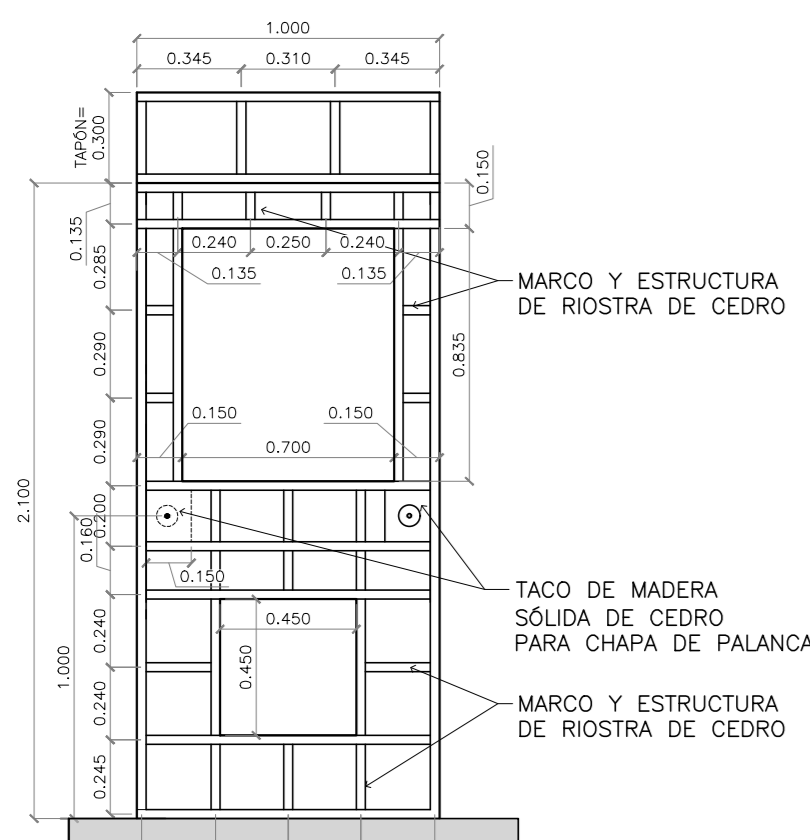 1.000
0.345 0.310 0.345
TAPÓN=
0.300
0.150
0.135
0.240 0.250 0.240
0.285
0.135 0.135
MARCO Y ESTRUCTURA
DE RIOSTRA DE CEDRO
0.290
0.835
0.150 0.150
0.290
0.700
2.100
0.200
0.160
0.150
TACO DE MADERA
SÓLIDA DE CEDRO
PARA CHAPA DE PALANCA
0.240
0.450
0.450
1.000
0.240
MARCO Y ESTRUCTURA
DE RIOSTRA DE CEDRO
0.245